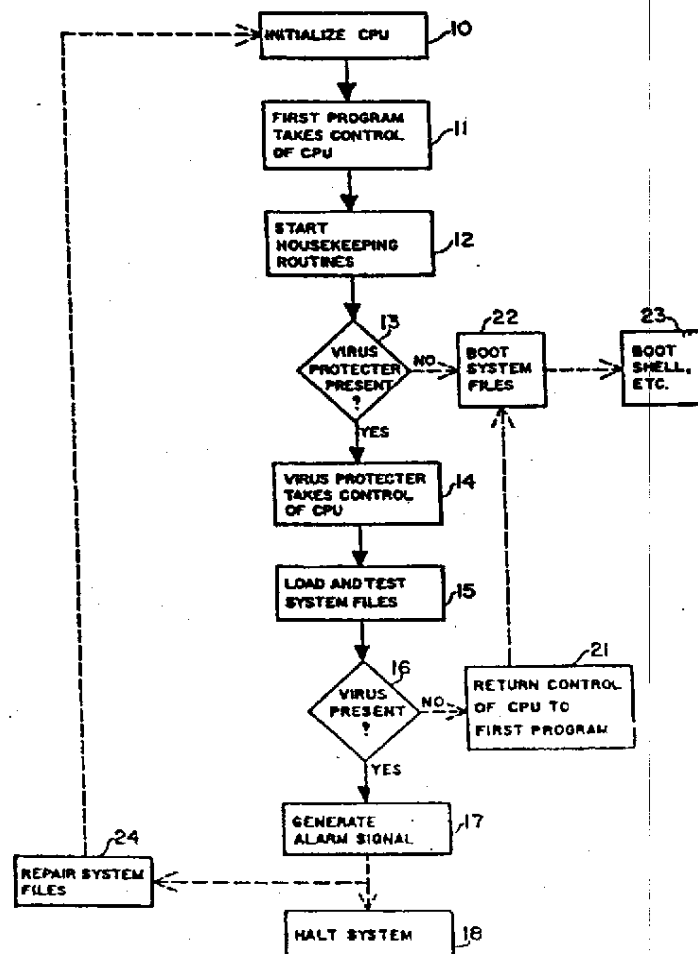 INITIALIZE CPU
10
FIRST PROGRAM
TAKES CONTROL
OF CPU
11
START
HOUSEKEEPING
ROUTINES
12
13
VIRUS
PROTECTER
PRESENT
?
NO
YES
22
BOOT
SYSTEM
FILES
23
BOOT
SHELL,
ETC.
VIRUS PROTECTER
TAKES CONTROL
OF CPU
14
LOAD AND TEST
SYSTEM FILES
15
16
VIRUS
PRESENT
?
NO
YES
21
RETURN CONTROL
OF CPU TO
FIRST PROGRAM
GENERATE
ALARM SIGNAL
17
24
REPAIR SYSTEM
FILES
HALT SYSTEM
18